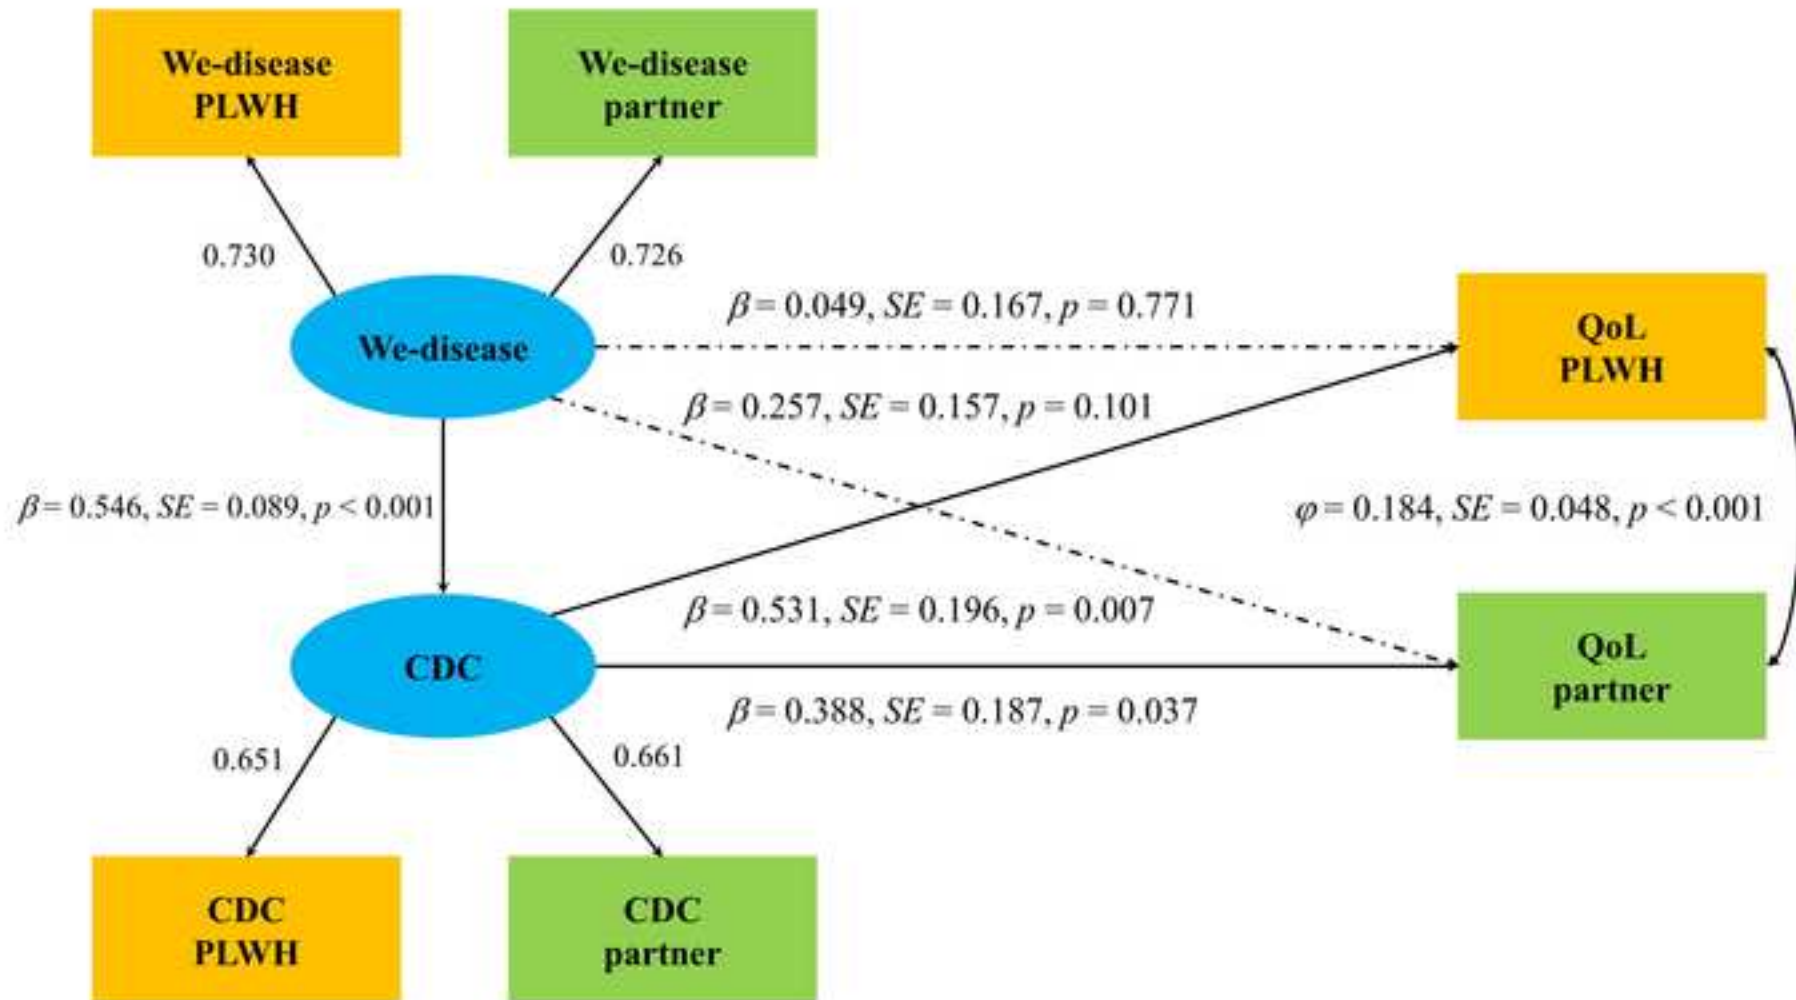 We-disease
PLWH
We-disease
partner
0.730
0.726
β = 0.049, SE = 0.167, p = 0.771
QoL
PLWH
We-disease
β = 0.257, SE = 0.157, p = 0.101
β = 0.546, SE = 0.089, p < 0.001
φ = 0.184, SE = 0.048, p < 0.001
β = 0.531, SE = 0.196, p = 0.007
QoL
partner
CDC
β = 0.388, SE = 0.187, p = 0.037
0.651
0.661
CDC
PLWH
CDC
partner